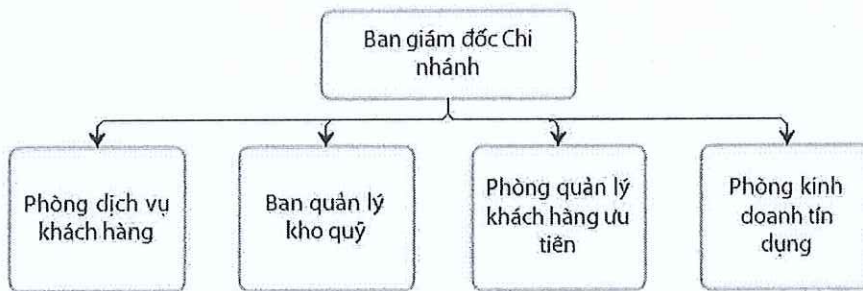 Ban giám đốc Chi
nhánh
Phòng dịch vụ
khách hàng
Ban quản lý
kho quỹ
Phòng quản lý
khách hàng ưu
tiên
Phòng kinh
doanh tín
dụng